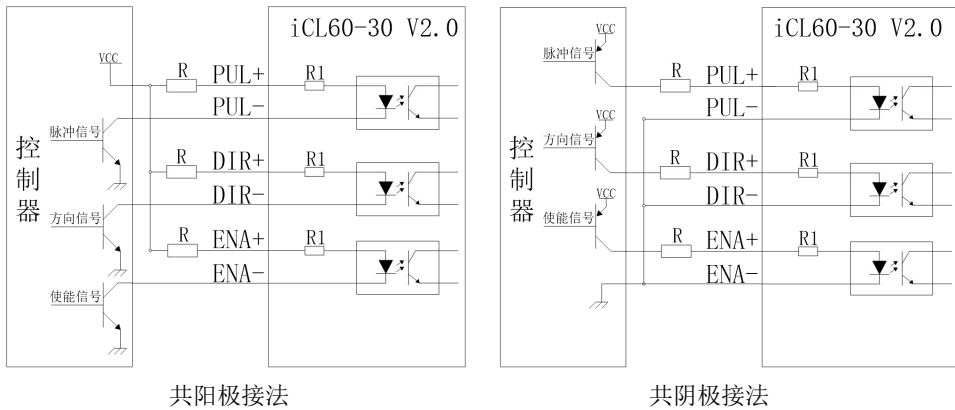 iCL60-30 V2.0
VCC
R
PUL+
R1
PUL-
脉冲信号
控制器
R
DIR+
R1
DIR-
方向信号
R
ENA+
R1
ENA-
使能信号
共阳极接法
iCL60-30 V2.0
VCC
脉冲信号
R
PUL+
R1
PUL-
VCC
方向信号
控制器
R
DIR+
R1
DIR-
VCC
使能信号
R
ENA+
R1
ENA-
共阴极接法